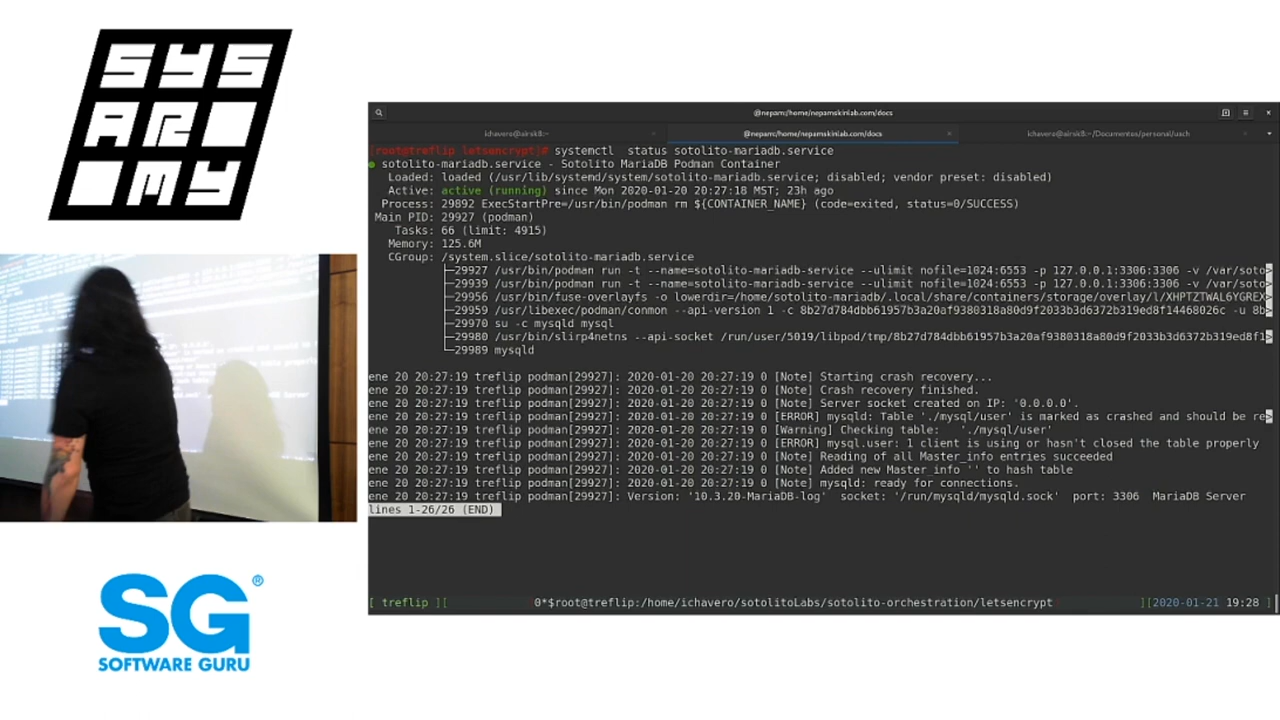 SYS
AR
MY
SG®
SOFTWARE GURU
@nepam:/home/nepamskinlab.com/docs
ichavero@airsk8:~
@nepam:/home/nepamskinlab.com/docs
ichavero@airsk8:~/Documentos/personal/uach
[root@treflip letsencrypt]# systemctl  status sotolito-mariadb.service
● sotolito-mariadb.service - Sotolito MariaDB Podman Container
Loaded: loaded (/usr/lib/systemd/system/sotolito-mariadb.service; disabled; vendor preset: disabled)
Active: active (running) since Mon 2020-01-20 20:27:18 MST; 23h ago
Process: 29892 ExecStartPre=/usr/bin/podman rm ${CONTAINER_NAME} (code=exited, status=0/SUCCESS)
Main PID: 29927 (podman)
Tasks: 66 (limit: 4915)
Memory: 125.6M
CGroup: /system.slice/sotolito-mariadb.service
├─29927 /usr/bin/podman run -t --name=sotolito-mariadb-service --ulimit nofile=1024:6553 -p 127.0.0.1:3306:3306 -v /var/soto>
├─29939 /usr/bin/podman run -t --name=sotolito-mariadb-service --ulimit nofile=1024:6553 -p 127.0.0.1:3306:3306 -v /var/soto>
├─29956 /usr/bin/fuse-overlayfs -o lowerdir=/home/sotolito-mariadb/.local/share/containers/storage/overlay/l/XHPTZTWAL6YGREX>
├─29959 /usr/libexec/podman/conmon --api-version 1 -c 8b27d784dbb61957b3a20af9380318a80d9f2033b3d6372b319ed8f14468026c -u 8b>
├─29970 su -c mysqld mysql
├─29980 /usr/bin/slirp4netns --api-socket /run/user/5019/libpod/tmp/8b27d784dbb61957b3a20af9380318a80d9f2033b3d6372b319ed8f1>
└─29989 mysqld
ene 20 20:27:19 treflip podman[29927]: 2020-01-20 20:27:19 0 [Note] Starting crash recovery...
ene 20 20:27:19 treflip podman[29927]: 2020-01-20 20:27:19 0 [Note] Crash recovery finished.
ene 20 20:27:19 treflip podman[29927]: 2020-01-20 20:27:19 0 [Note] Server socket created on IP: '0.0.0.0'.
ene 20 20:27:19 treflip podman[29927]: 2020-01-20 20:27:19 0 [ERROR] mysqld: Table './mysql/user' is marked as crashed and should be re>
ene 20 20:27:19 treflip podman[29927]: 2020-01-20 20:27:19 0 [Warning] Checking table:   './mysql/user'
ene 20 20:27:19 treflip podman[29927]: 2020-01-20 20:27:19 0 [ERROR] mysql.user: 1 client is using or hasn't closed the table properly
ene 20 20:27:19 treflip podman[29927]: 2020-01-20 20:27:19 0 [Note] Reading of all Master_info entries succeeded
ene 20 20:27:19 treflip podman[29927]: 2020-01-20 20:27:19 0 [Note] Added new Master_info '' to hash table
ene 20 20:27:19 treflip podman[29927]: 2020-01-20 20:27:19 0 [Note] mysqld: ready for connections.
ene 20 20:27:19 treflip podman[29927]: Version: '10.3.20-MariaDB-log'  socket: '/run/mysqld/mysqld.sock'  port: 3306  MariaDB Server
lines 1-26/26 (END)
[ treflip ][ 0*$root@treflip:/home/ichavero/sotolitoLabs/sotolito-orchestration/letsencrypt ][2020-01-21 19:28 ]